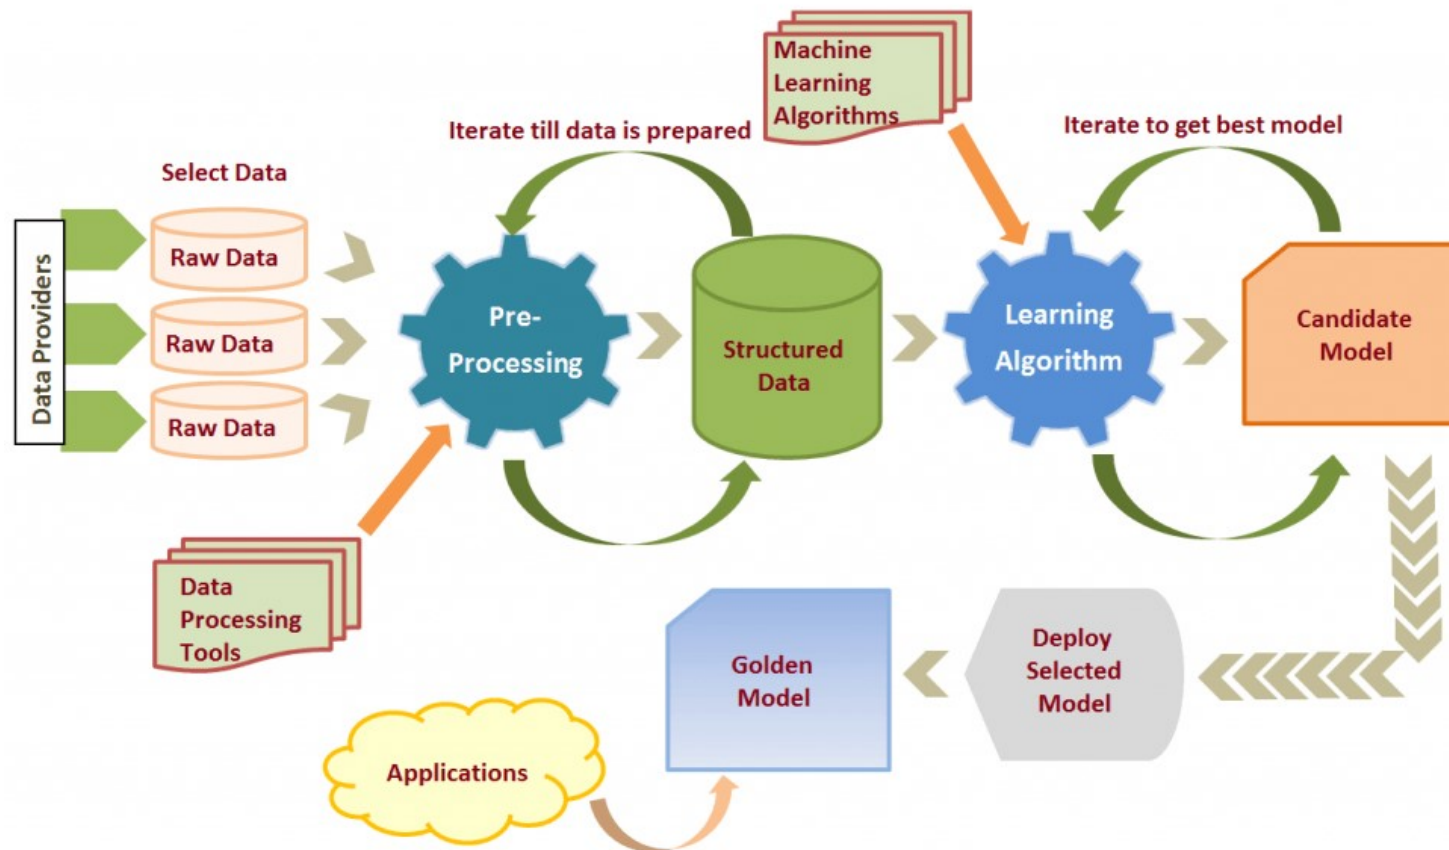 Machine
Learning
Algorithms
Iterate till data is prepared
Iterate to get best model
Select Data
Data Providers
Raw Data
Raw Data
Raw Data
Pre-
Processing
Structured
Data
Learning
Algorithm
Candidate
Model
Data
Processing
Tools
Golden
Model
Deploy
Selected
Model
Applications